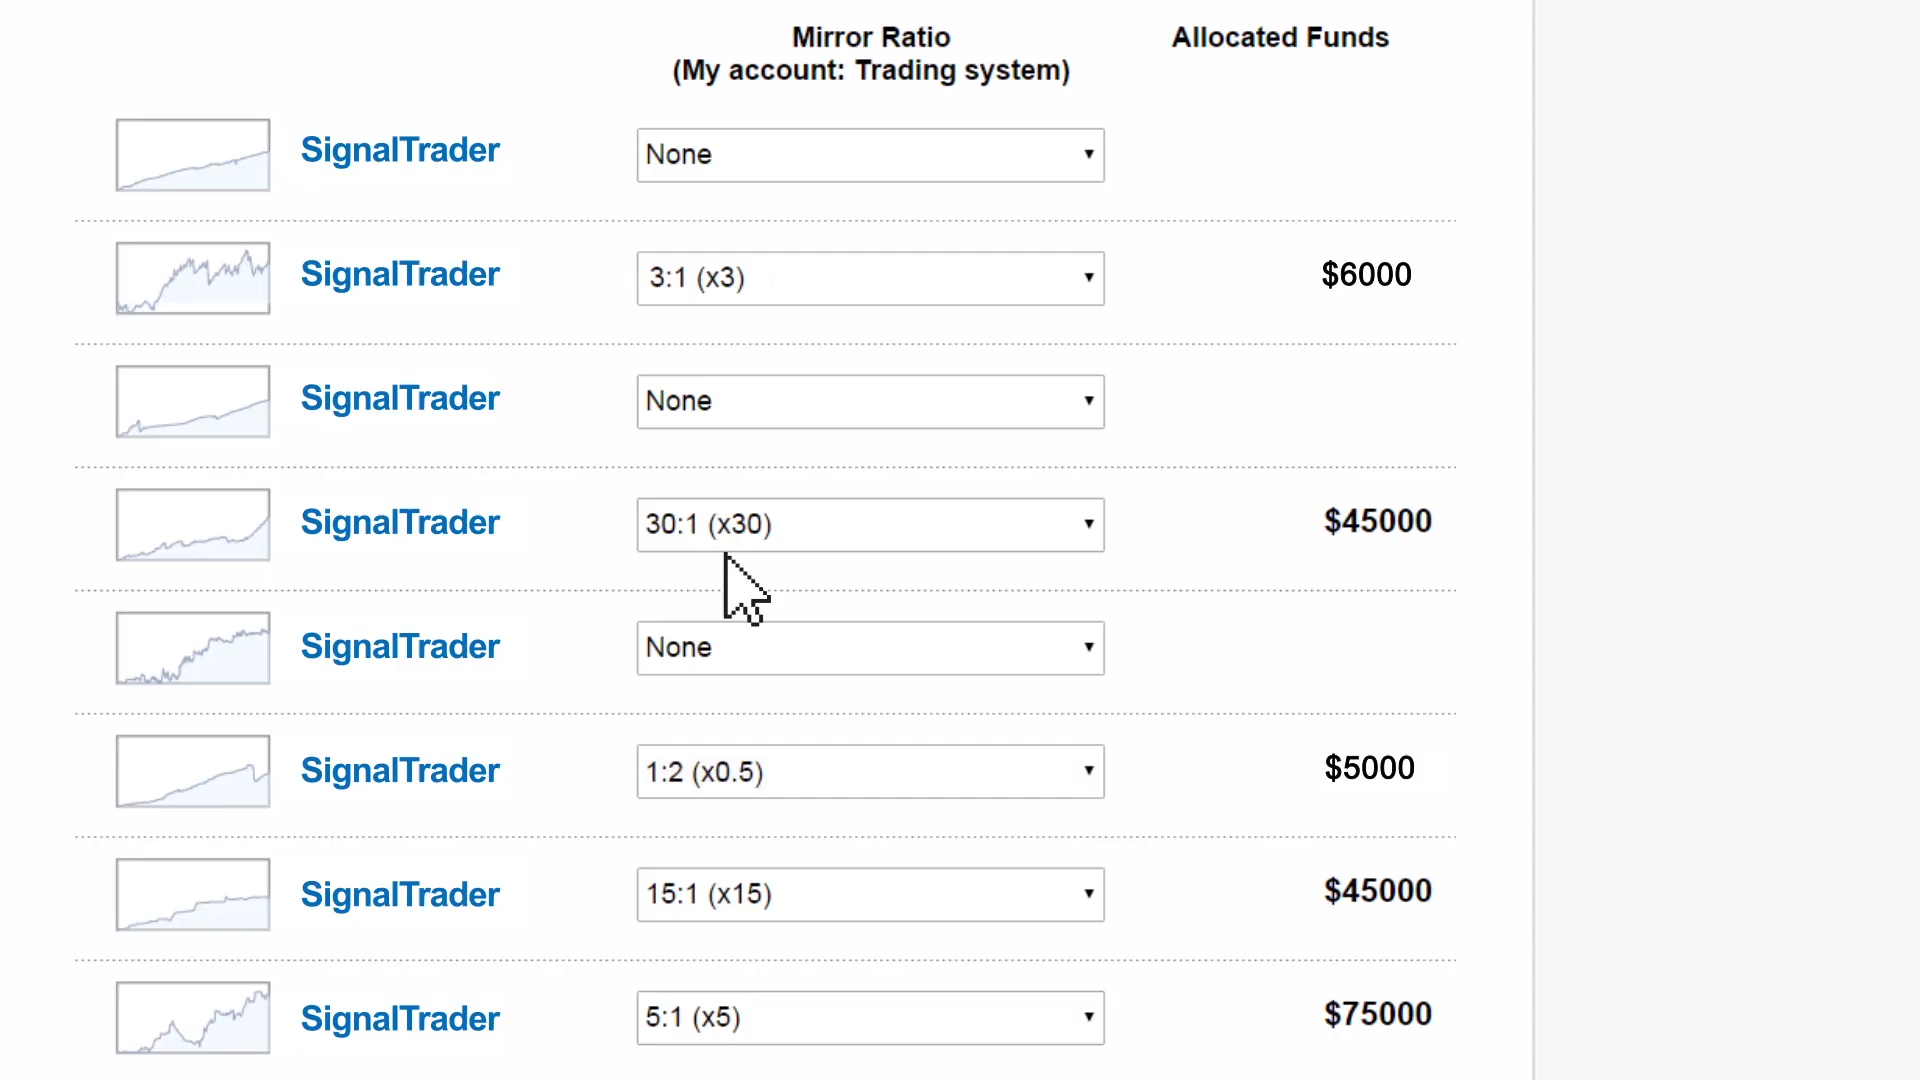 Mirror Ratio
(My account: Trading system)
Allocated Funds
SignalTrader None
SignalTrader 3:1 (x3) $6000
SignalTrader None
SignalTrader 30:1 (x30) $45000
SignalTrader None
SignalTrader 1:2 (x0.5) $5000
SignalTrader 15:1 (x15) $45000
SignalTrader 5:1 (x5) $75000